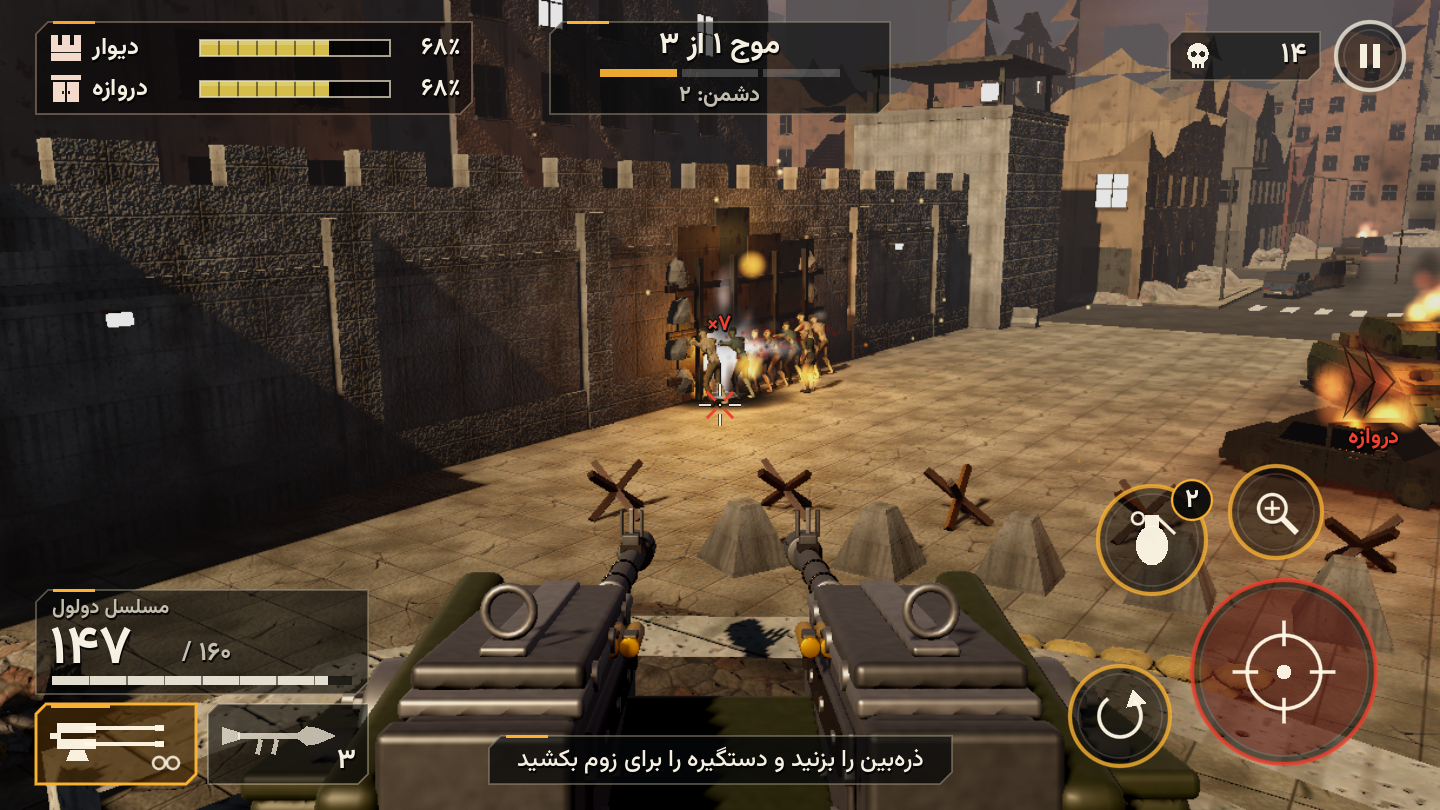 دیوار ۶۸٪
دروازه ۶۸٪
موج ۱ از ۳
دشمن: ۲
۱۴
×۷
دروازه
۲
مسلسل دولول
۱۴۷ / ۱۶۰
∞
۳
ذره‌بین را بزنید و دستگیره را برای زوم بکشید